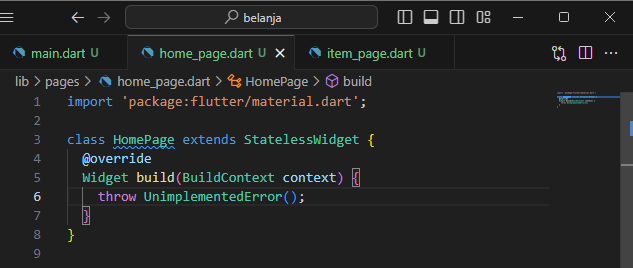 belanja
main.dart U
home_page.dart U
item_page.dart U
lib > pages > home_page.dart > HomePage > build
1 import 'package:flutter/material.dart';
2
3 class HomePage extends StatelessWidget {
4 @override
5 Widget build(BuildContext context) {
6 throw UnimplementedError();
7 }
8 }
9